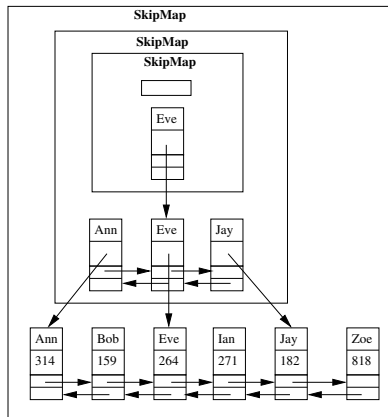 SkipMap
SkipMap
SkipMap
Eve
Ann Eve Jay
Ann Bob Eve Ian Jay Zoe
314 159 264 271 182 818